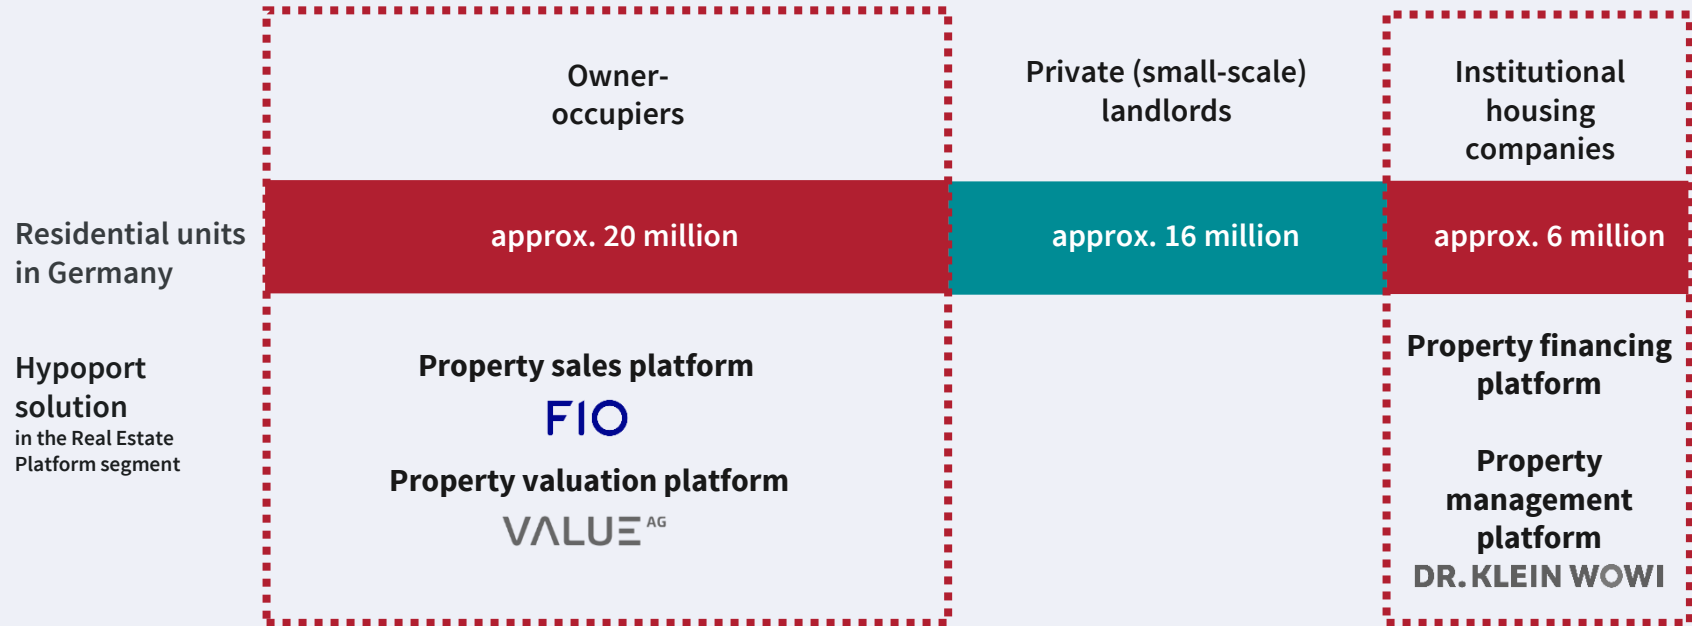 Owner-
occupiers
Private (small-scale)
landlords
Institutional
housing
companies
Residential units
in Germany
approx. 20 million
approx. 16 million
approx. 6 million
Hypoport
solution
in the Real Estate
Platform segment
Property sales platform
FIO
Property valuation platform
VALUE AG
Property financing
platform
Property
management
platform
DR. KLEIN WOWI